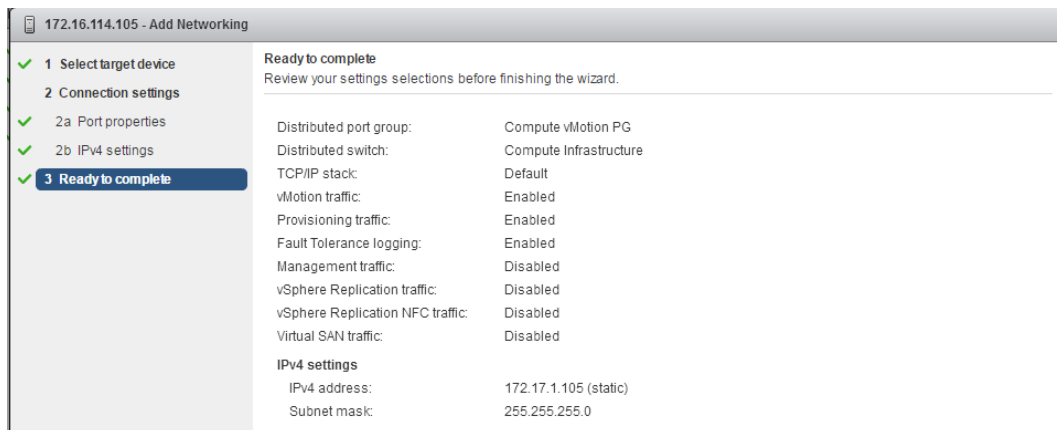 172.16.114.105 - Add Networking
1 Select target device
2 Connection settings
2a Port properties
2b IPv4 settings
3 Ready to complete
Ready to complete
Review your settings selections before finishing the wizard.
Distributed port group: Compute vMotion PG
Distributed switch: Compute Infrastructure
TCP/IP stack: Default
vMotion traffic: Enabled
Provisioning traffic: Enabled
Fault Tolerance logging: Enabled
Management traffic: Disabled
vSphere Replication traffic: Disabled
vSphere Replication NFC traffic: Disabled
Virtual SAN traffic: Disabled
IPv4 settings
IPv4 address: 172.17.1.105 (static)
Subnet mask: 255.255.255.0